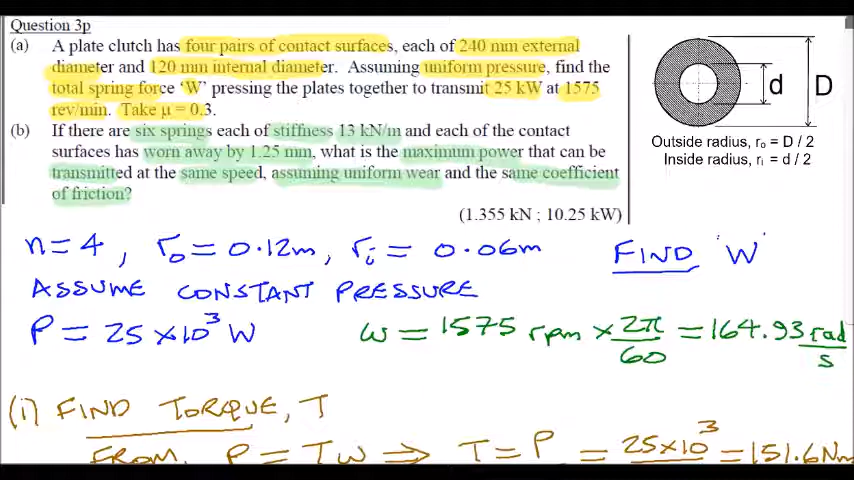 Question 3p
(a) A plate clutch has four pairs of contact surfaces, each of 240 mm external
diameter and 120 mm internal diameter. Assuming uniform pressure, find the
total spring force 'W' pressing the plates together to transmit 25 kW at 1575
rev/min. Take μ = 0.3.
(b) If there are six springs each of stiffness 13 kN/m and each of the contact
surfaces has worn away by 1.25 mm, what is the maximum power that can be
transmitted at the same speed, assuming uniform wear and the same coefficient
of friction?
(1.355 kN ; 10.25 kW)
d D
Outside radius, rₒ = D / 2
Inside radius, rᵢ = d / 2
n = 4 , rₒ = 0.12m, rᵢ = 0.06m FIND 'W'
ASSUME CONSTANT PRESSURE
P = 25 ×10³ W ω = 1575 rpm × 2π/60 = 164.93 rad/s
(i) FIND TORQUE, T
FROM P = Tω ⟹ T = P = 25×10³ = 151.6Nm